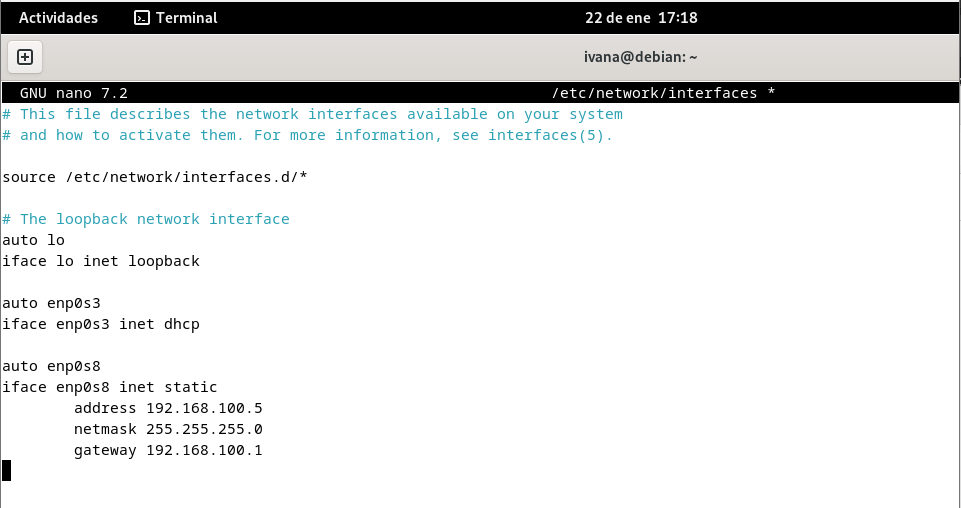 Actividades Terminal 22 de ene 17:18
ivana@debian: ~
GNU nano 7.2 /etc/network/interfaces *
# This file describes the network interfaces available on your system
# and how to activate them. For more information, see interfaces(5).
source /etc/network/interfaces.d/*
# The loopback network interface
auto lo
iface lo inet loopback
auto enp0s3
iface enp0s3 inet dhcp
auto enp0s8
iface enp0s8 inet static
address 192.168.100.5
netmask 255.255.255.0
gateway 192.168.100.1